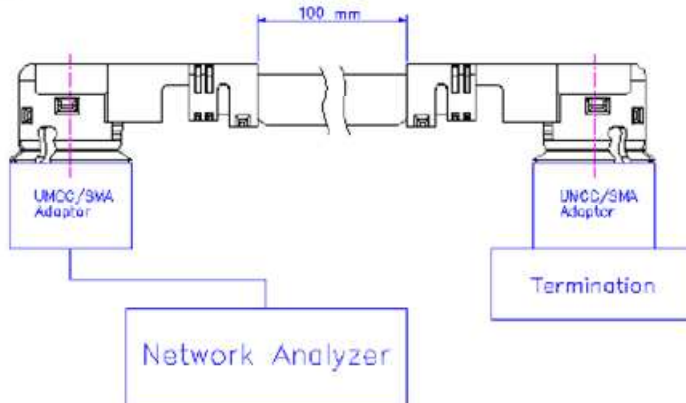 100 mm
UMCC/SMA
Adaptor
UMCC/SMA
Adaptor
Termination
Network Analyzer